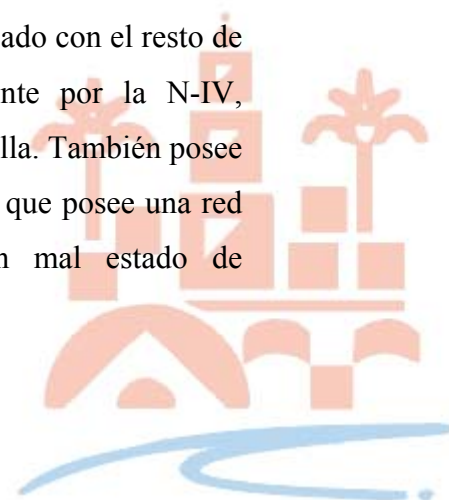 ado con el resto de
nte por la N-IV,
lla. También posee
que posee una red
mal estado de